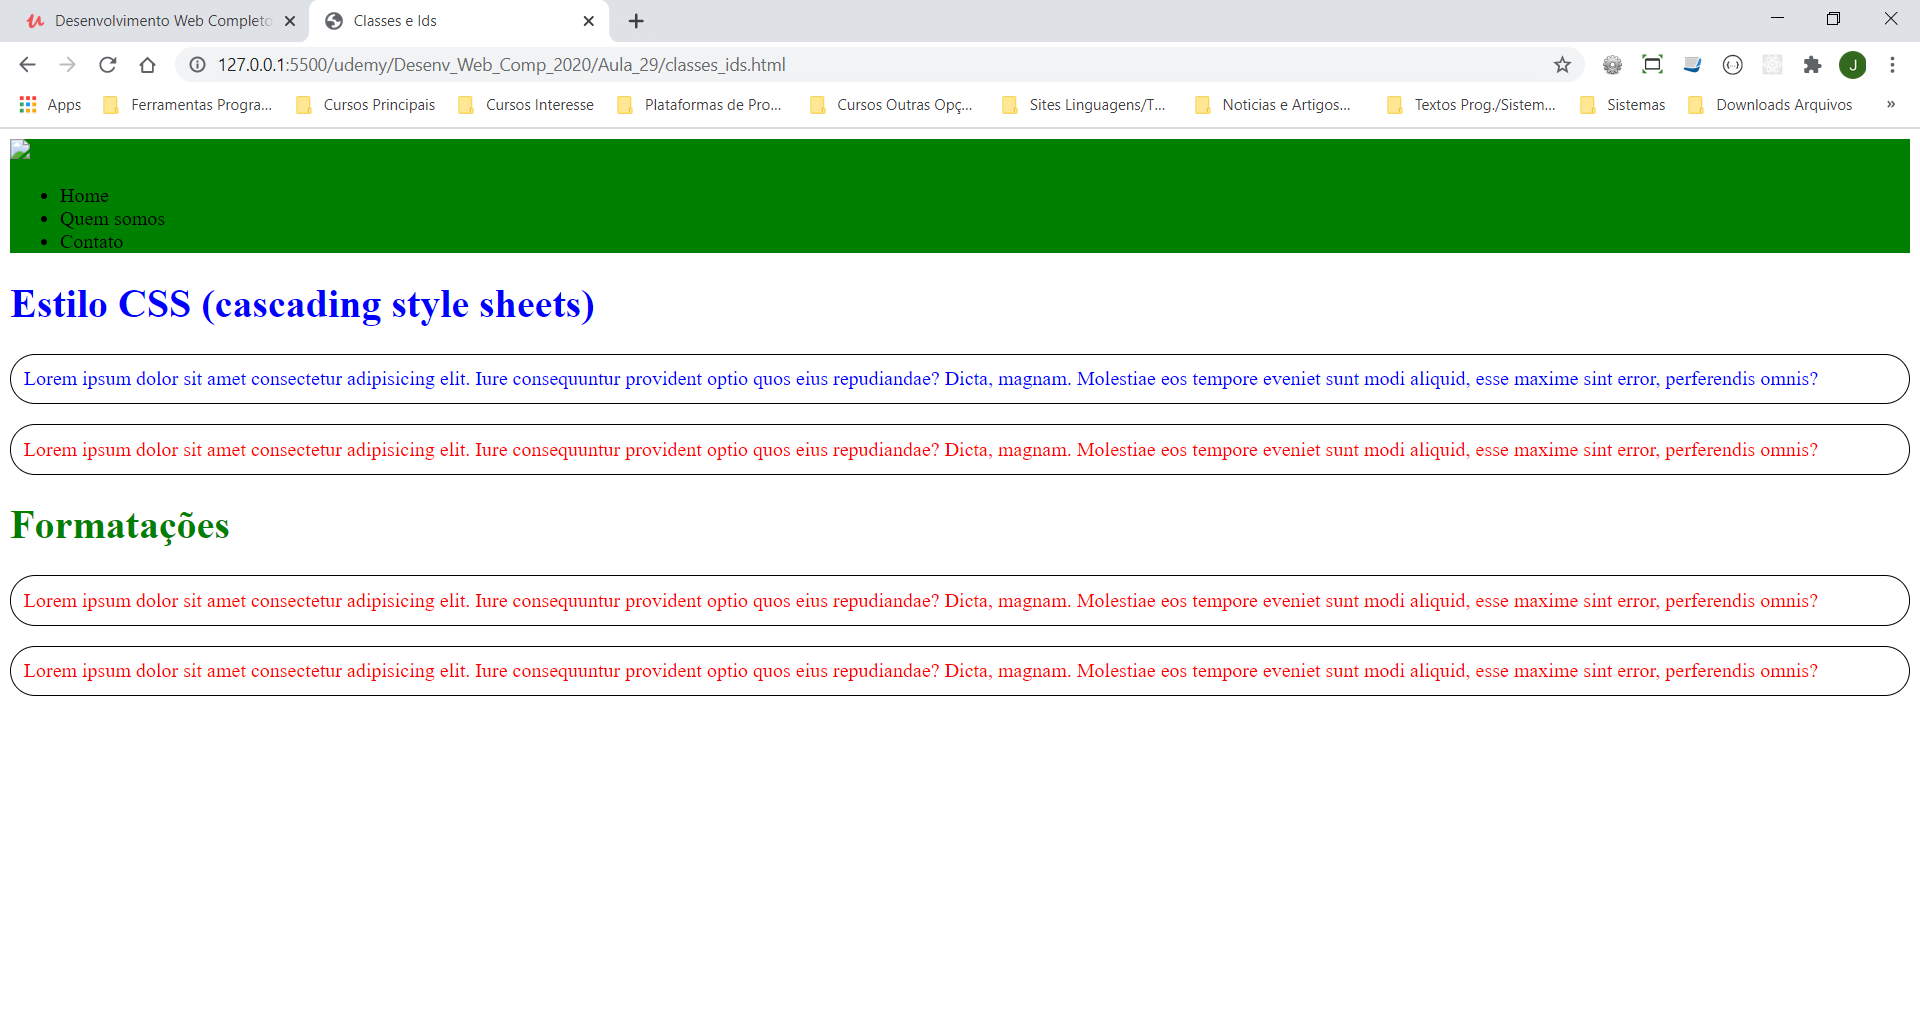 Desenvolvimento Web Completo
Classes e Ids
127.0.0.1:5500/udemy/Desenv_Web_Comp_2020/Aula_29/classes_ids.html
J
Apps Ferramentas Progra... Cursos Principais Cursos Interesse Plataformas de Pro... Cursos Outras Opç... Sites Linguagens/T... Noticias e Artigos... Textos Prog./Sistem... Sistemas Downloads Arquivos »
Home
Quem somos
Contato
Estilo CSS (cascading style sheets)
Lorem ipsum dolor sit amet consectetur adipisicing elit. Iure consequuntur provident optio quos eius repudiandae? Dicta, magnam. Molestiae eos tempore eveniet sunt modi aliquid, esse maxime sint error, perferendis omnis?
Lorem ipsum dolor sit amet consectetur adipisicing elit. Iure consequuntur provident optio quos eius repudiandae? Dicta, magnam. Molestiae eos tempore eveniet sunt modi aliquid, esse maxime sint error, perferendis omnis?
Formatações
Lorem ipsum dolor sit amet consectetur adipisicing elit. Iure consequuntur provident optio quos eius repudiandae? Dicta, magnam. Molestiae eos tempore eveniet sunt modi aliquid, esse maxime sint error, perferendis omnis?
Lorem ipsum dolor sit amet consectetur adipisicing elit. Iure consequuntur provident optio quos eius repudiandae? Dicta, magnam. Molestiae eos tempore eveniet sunt modi aliquid, esse maxime sint error, perferendis omnis?